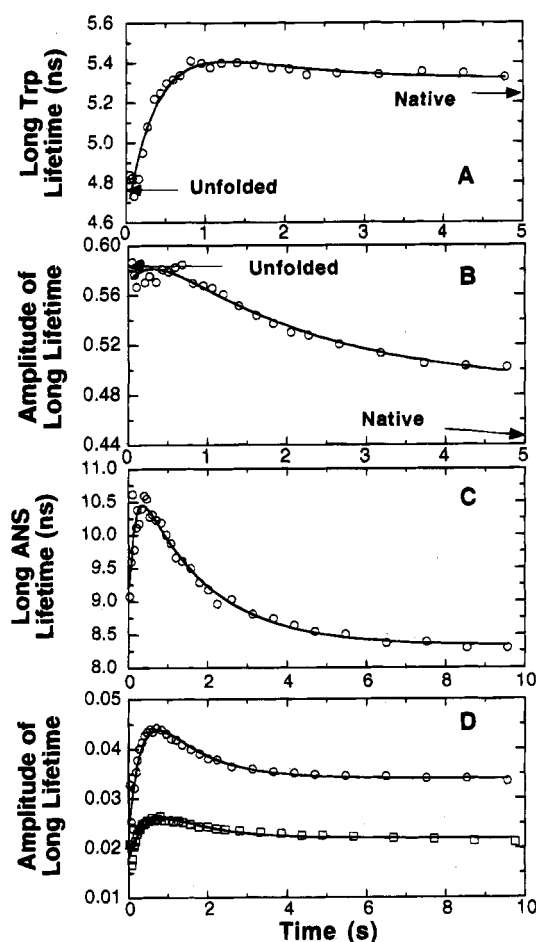 Long Trp
Lifetime (ns)
5.6
5.4
5.2
5.0
4.8
4.6
Native
Unfolded
A
0 1 2 3 4 5
Amplitude of
Long Lifetime
0.60
0.56
0.52
0.48
0.44
Unfolded
B
Native
0 1 2 3 4 5
Long ANS
Lifetime (ns)
11.0
10.5
10.0
9.5
9.0
8.5
8.0
C
0 2 4 6 8 10
Amplitude of
Long Lifetime
0.05
0.04
0.03
0.02
0.01
D
0 2 4 6 8 10
Time (s)